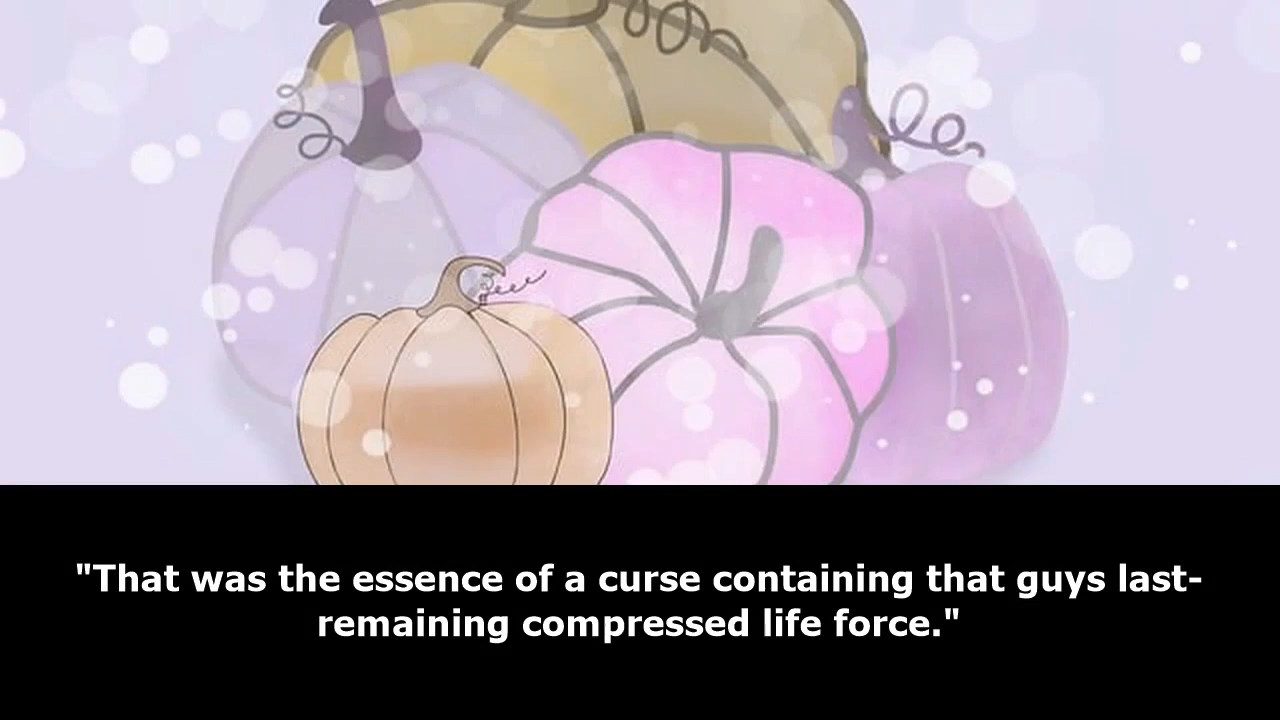 "That was the essence of a curse containing that guys last-
remaining compressed life force."